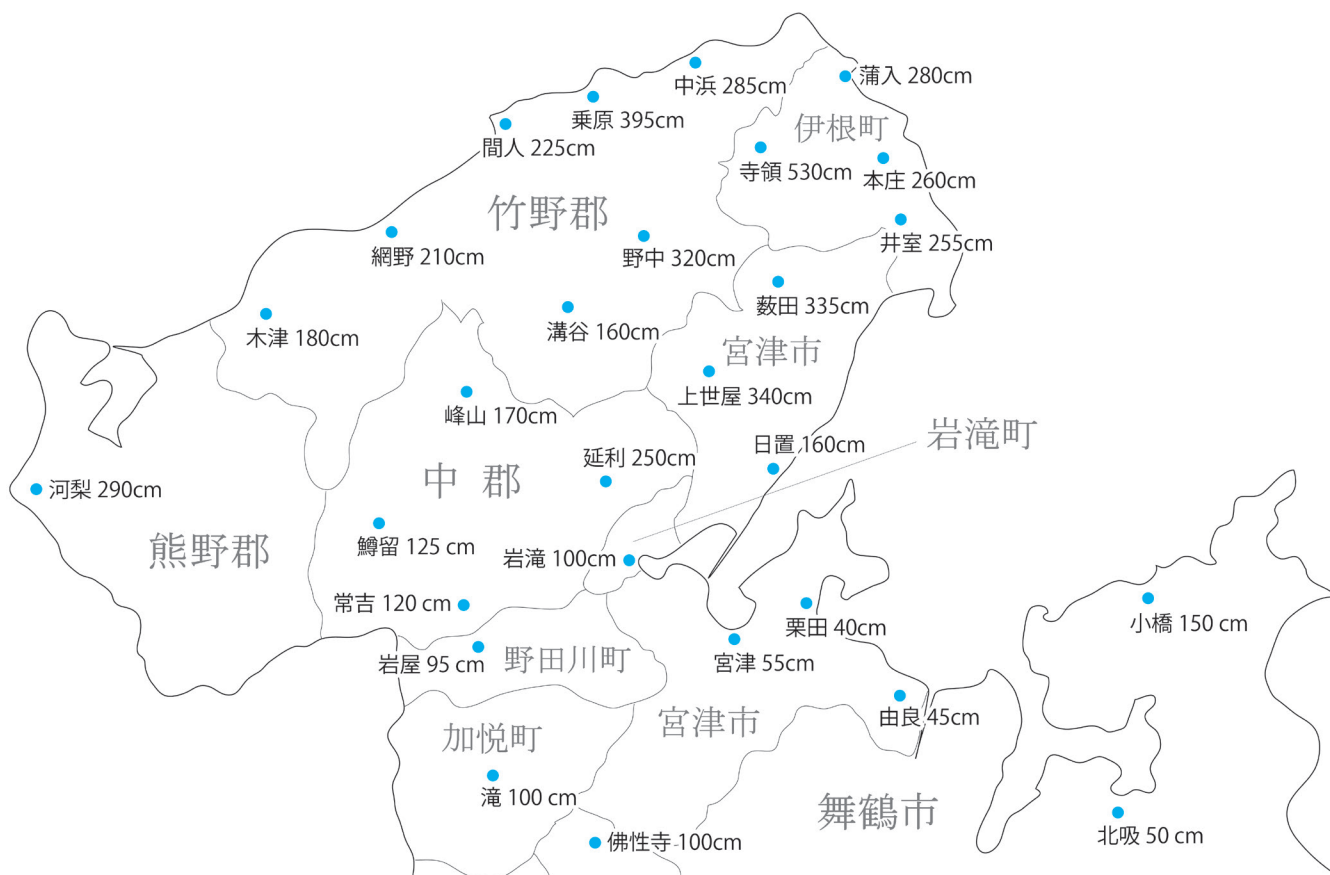 中浜 285cm
蒲入 280cm
乗原 395cm
伊根町
間人 225cm
寺領 530cm
本庄 260cm
竹野郡
井室 255cm
網野 210cm
野中 320cm
薮田 335cm
木津 180cm
溝谷 160cm
宮津市
上世屋 340cm
峰山 170cm
岩滝町
日置 160cm
延利 250cm
中 郡
河梨 290cm
熊野郡
鱒留 125 cm
岩滝 100cm
常吉 120 cm
栗田 40cm
小橋 150 cm
岩屋 95 cm
野田川町
宮津 55cm
宮津市
由良 45cm
加悦町
滝 100 cm
舞鶴市
佛性寺 100cm
北吸 50 cm